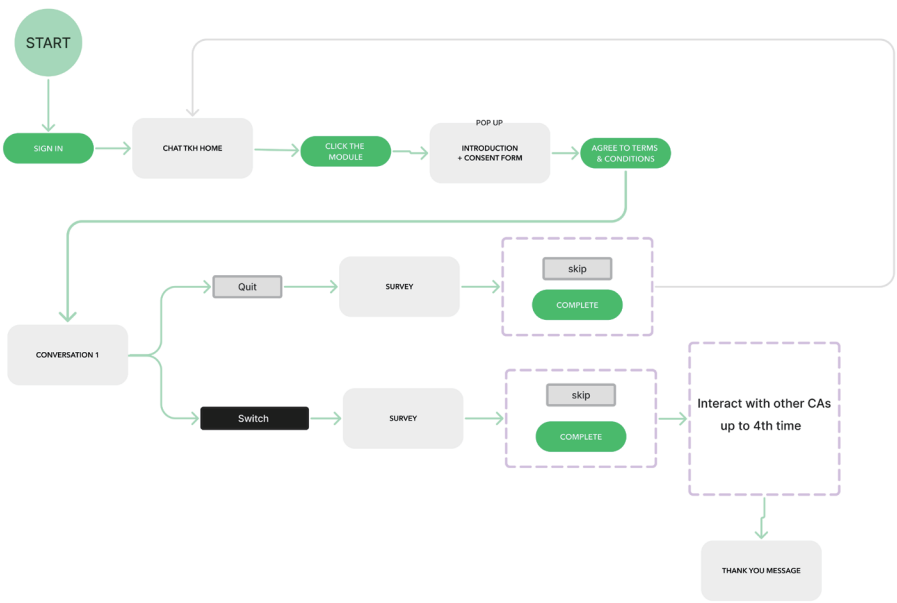 START
SIGN IN
CHAT TKH HOME
CLICK THE
MODULE
POP UP
INTRODUCTION
+ CONSENT FORM
AGREE TO TERMS
& CONDITIONS
Quit
SURVEY
skip
COMPLETE
CONVERSATION 1
Switch
SURVEY
skip
COMPLETE
Interact with other CAs
up to 4th time
THANK YOU MESSAGE